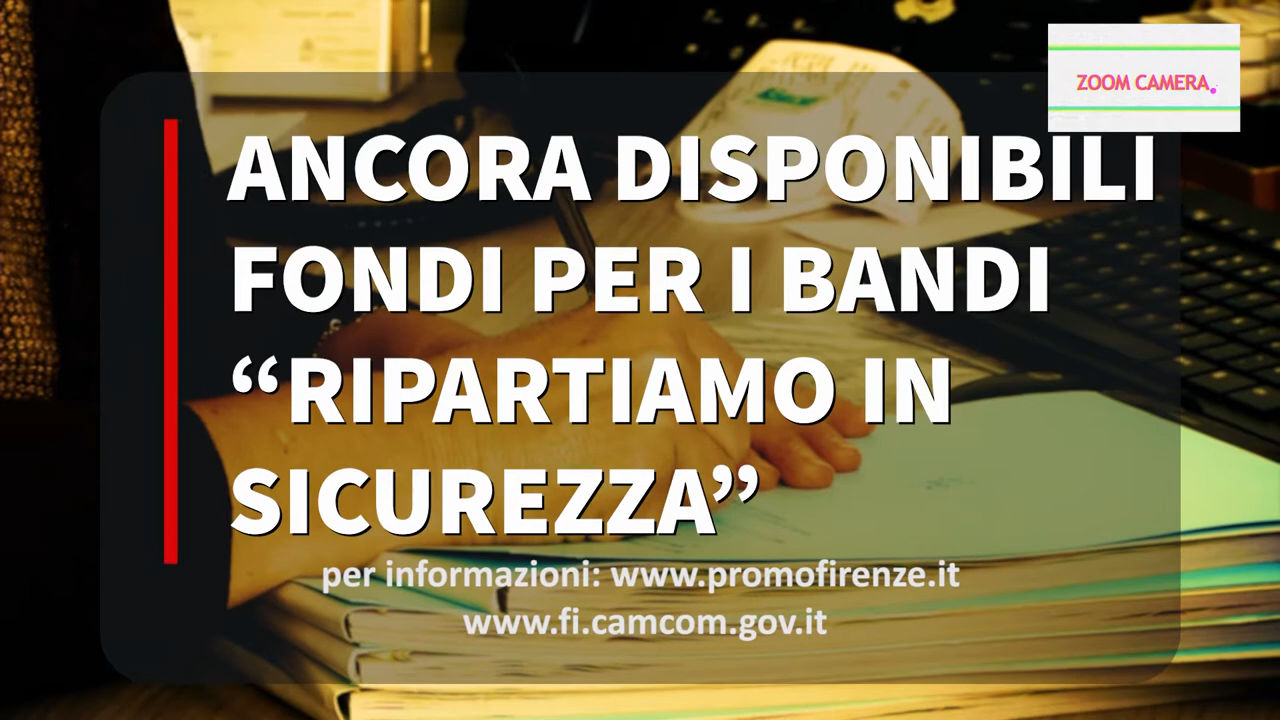 ZOOM CAMERA.
ANCORA DISPONIBILI
FONDI PER I BANDI
“RIPARTIAMO IN
SICUREZZA”
per informazioni: www.promofirenze.it
www.fi.camcom.gov.it